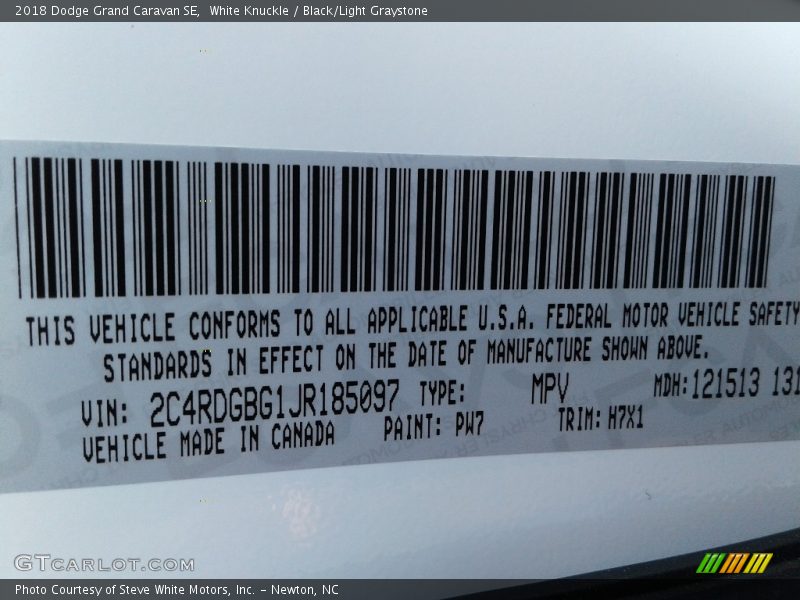 2018 Dodge Grand Caravan SE,  White Knuckle / Black/Light Graystone
THIS VEHICLE CONFORMS TO ALL APPLICABLE U.S.A. FEDERAL MOTOR VEHICLE SAFETY
STANDARDS IN EFFECT ON THE DATE OF MANUFACTURE SHOWN ABOVE.
VIN: 2C4RDGBG1JR185097 TYPE: MPV MDH:121513 131
VEHICLE MADE IN CANADA PAINT: PW7 TRIM: H7X1
GTCARLOT.COM
Photo Courtesy of Steve White Motors, Inc. – Newton, NC